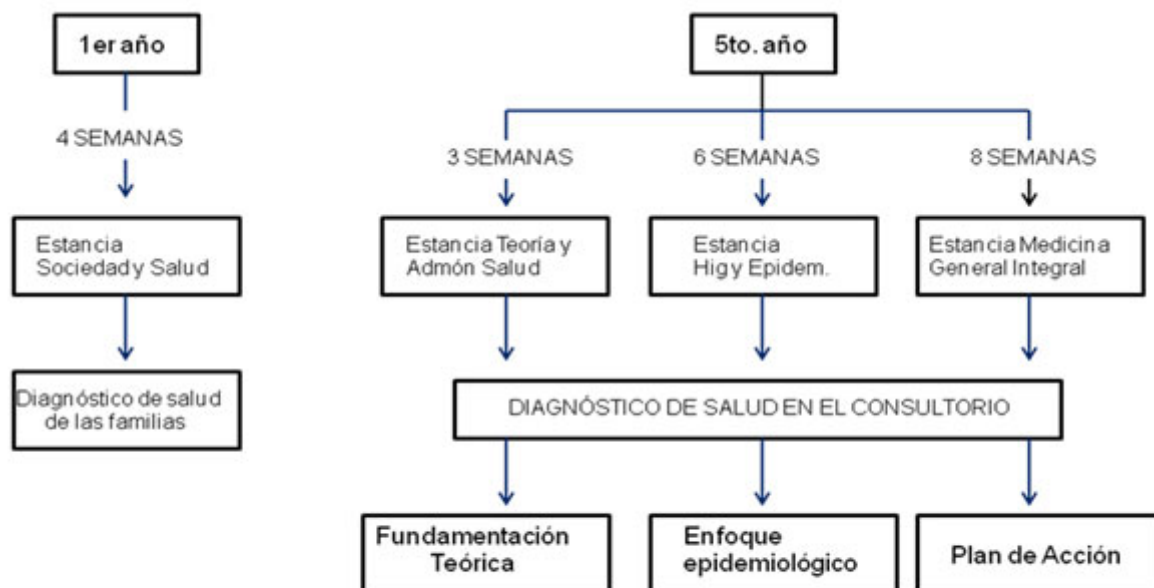 1er año
5to. año
4 SEMANAS
3 SEMANAS
6 SEMANAS
8 SEMANAS
Estancia
Sociedad y Salud
Estancia Teoría y
Admón Salud
Estancia
Hig y Epidem.
Estancia Medicina
General Integral
Diagnóstico de salud
de las familias
DIAGNÓSTICO DE SALUD EN EL CONSULTORIO
Fundamentación
Teórica
Enfoque
epidemiológico
Plan de Acción